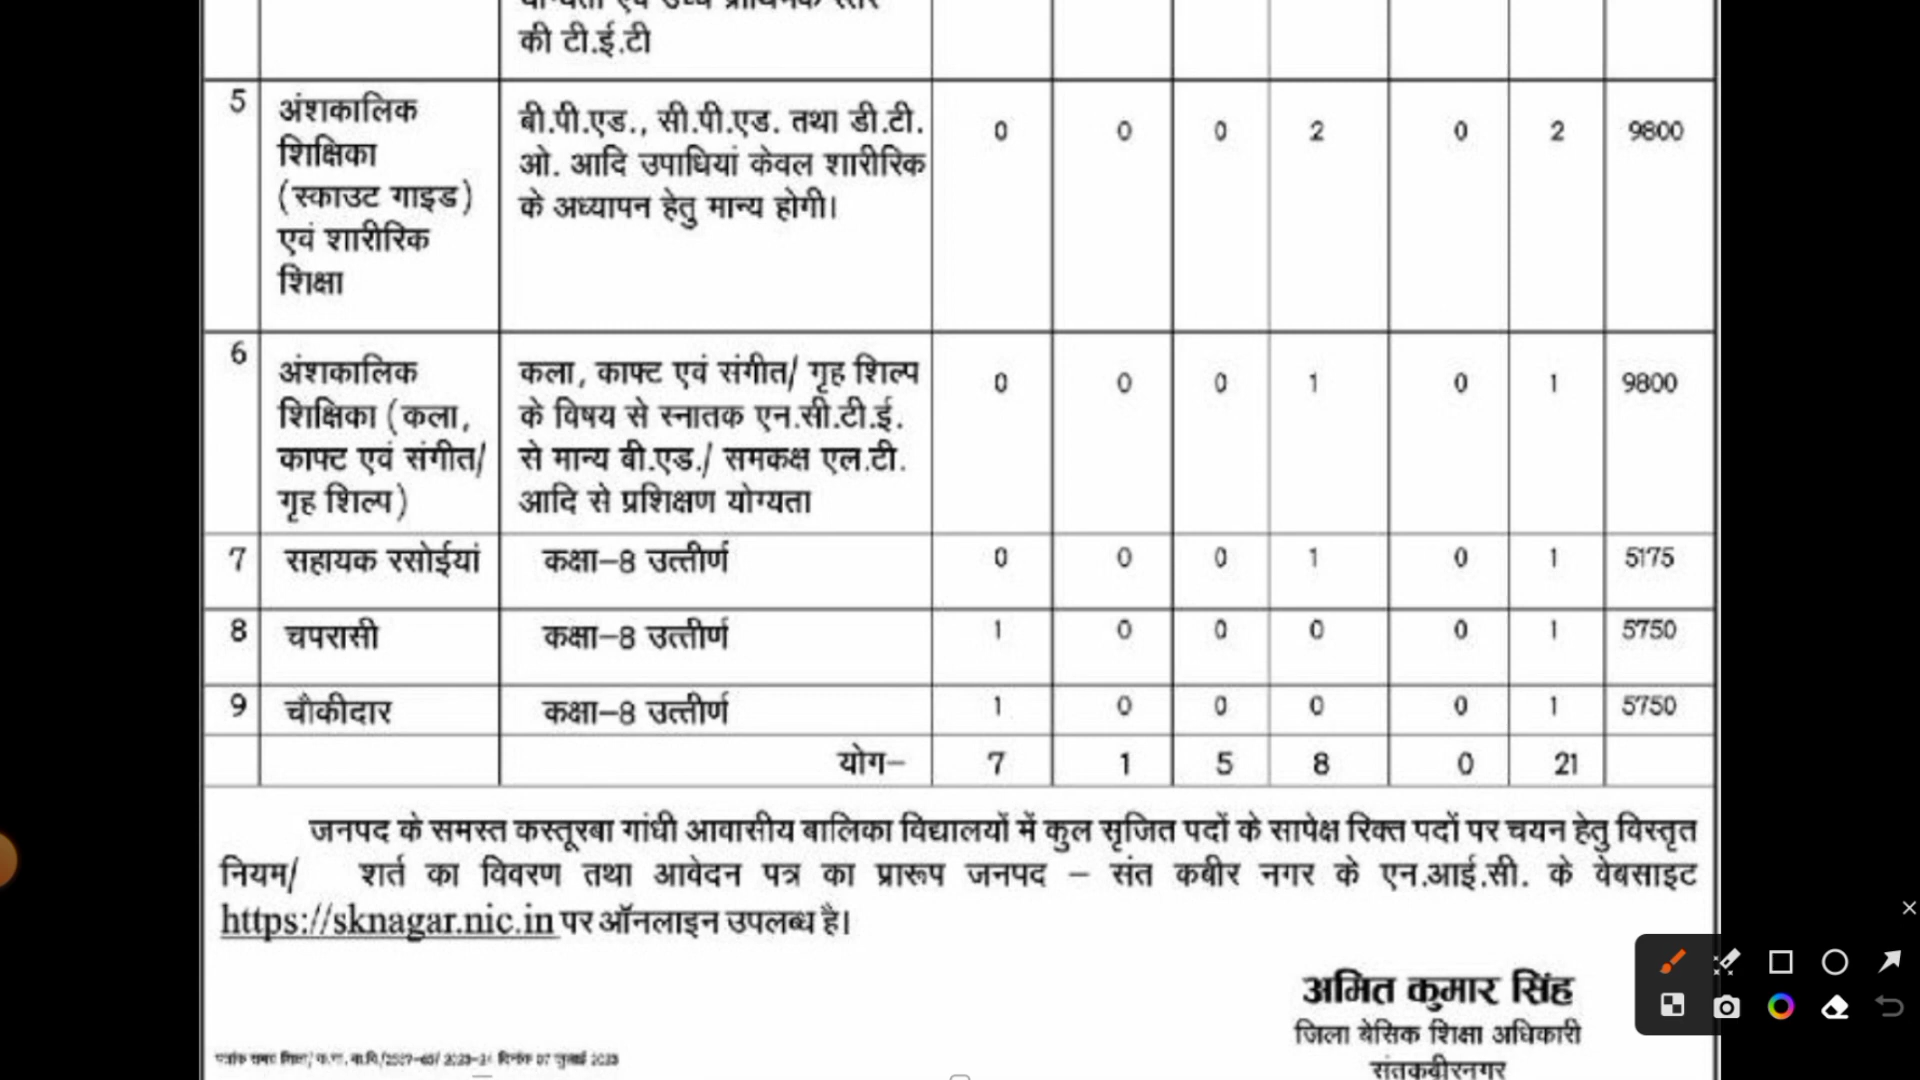 की टी.ई.टी
5 अंशकालिक शिक्षिका (स्काउट गाइड) एवं शारीरिक शिक्षा
बी.पी.एड., सी.पी.एड. तथा डी.टी.
ओ. आदि उपाधियां केवल शारीरिक
के अध्यापन हेतु मान्य होगी।
0 0 0 2 0 2 9800
6 अंशकालिक शिक्षिका (कला, काफ्ट एवं संगीत/ गृह शिल्प)
कला, काफ्ट एवं संगीत/ गृह शिल्प
के विषय से स्नातक एन.सी.टी.ई.
से मान्य बी.एड./ समकक्ष एल.टी.
आदि से प्रशिक्षण योग्यता
0 0 0 1 0 1 9800
7 सहायक रसोईयां कक्षा-8 उत्तीर्ण 0 0 0 1 0 1 5175
8 चपरासी कक्षा-8 उत्तीर्ण 1 0 0 0 0 1 5750
9 चौकीदार कक्षा-8 उत्तीर्ण 1 0 0 0 0 1 5750
योग- 7 1 5 8 0 21
जनपद के समस्त कस्तूरबा गांधी आवासीय बालिका विद्यालयों में कुल सृजित पदों के सापेक्ष रिक्त पदों पर चयन हेतु विस्तृत
नियम/ शर्त का विवरण तथा आवेदन पत्र का प्रारूप जनपद – संत कबीर नगर के एन.आई.सी. के वेबसाइट
https://sknagar.nic.in पर ऑनलाइन उपलब्ध है।
अमित कुमार सिंह
जिला बेसिक शिक्षा अधिकारी
संतकबीरनगर
दिनांक 07 जुलाई 2023